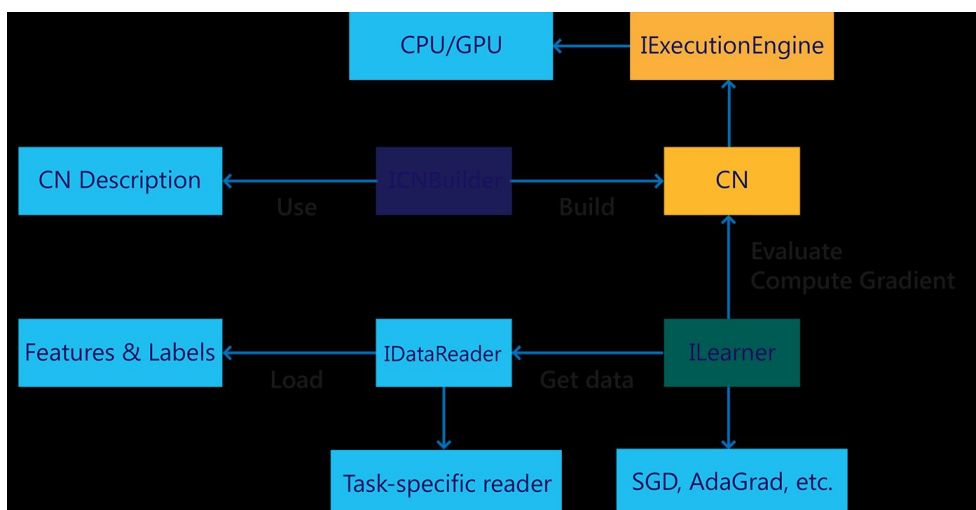 CPU/GPU
IExecutionEngine
CN Description
ICNBuilder
CN
Use
Build
Evaluate
Compute Gradient
Features & Labels
IDataReader
ILearner
Load
Get data
Task-specific reader
SGD, AdaGrad, etc.